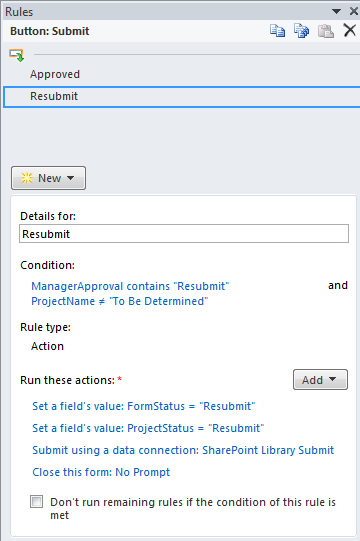 Rules
Button: Submit
Approved
Resubmit
New
Details for:
Resubmit
Condition:
ManagerApproval contains "Resubmit" and
ProjectName ≠ "To Be Determined"
Rule type:
Action
Run these actions: * Add
Set a field's value: FormStatus = "Resubmit"
Set a field's value: ProjectStatus = "Resubmit"
Submit using a data connection: SharePoint Library Submit
Close this form: No Prompt
Don't run remaining rules if the condition of this rule is
met